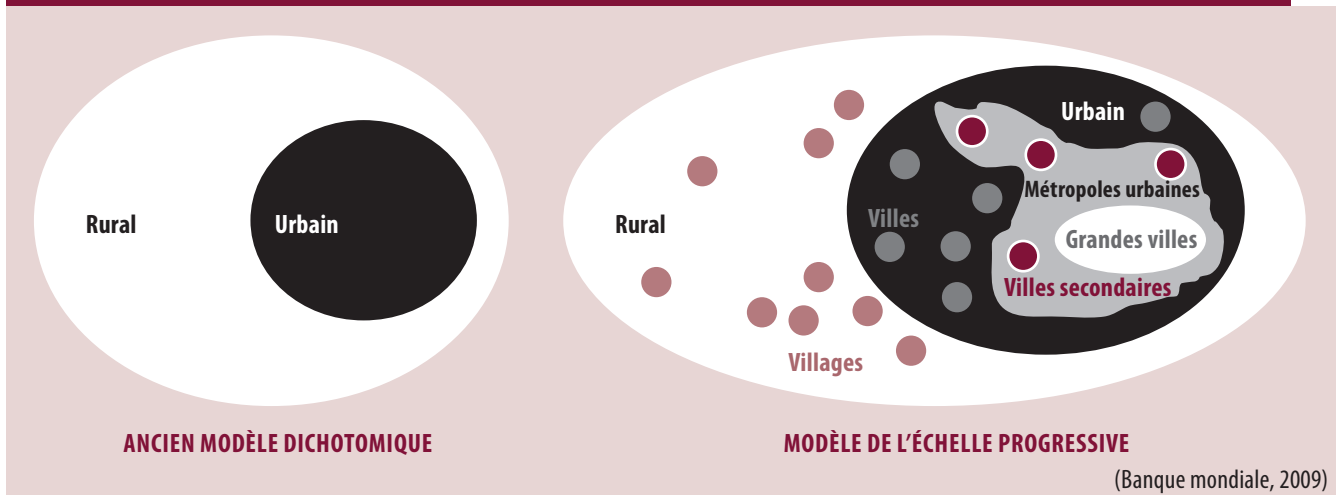 Rural
Urbain
ANCIEN MODÈLE DICHOTOMIQUE
Urbain
Métropoles urbaines
Rural
Villes
Grandes villes
Villes secondaires
Villages
MODÈLE DE L'ÉCHELLE PROGRESSIVE
(Banque mondiale, 2009)